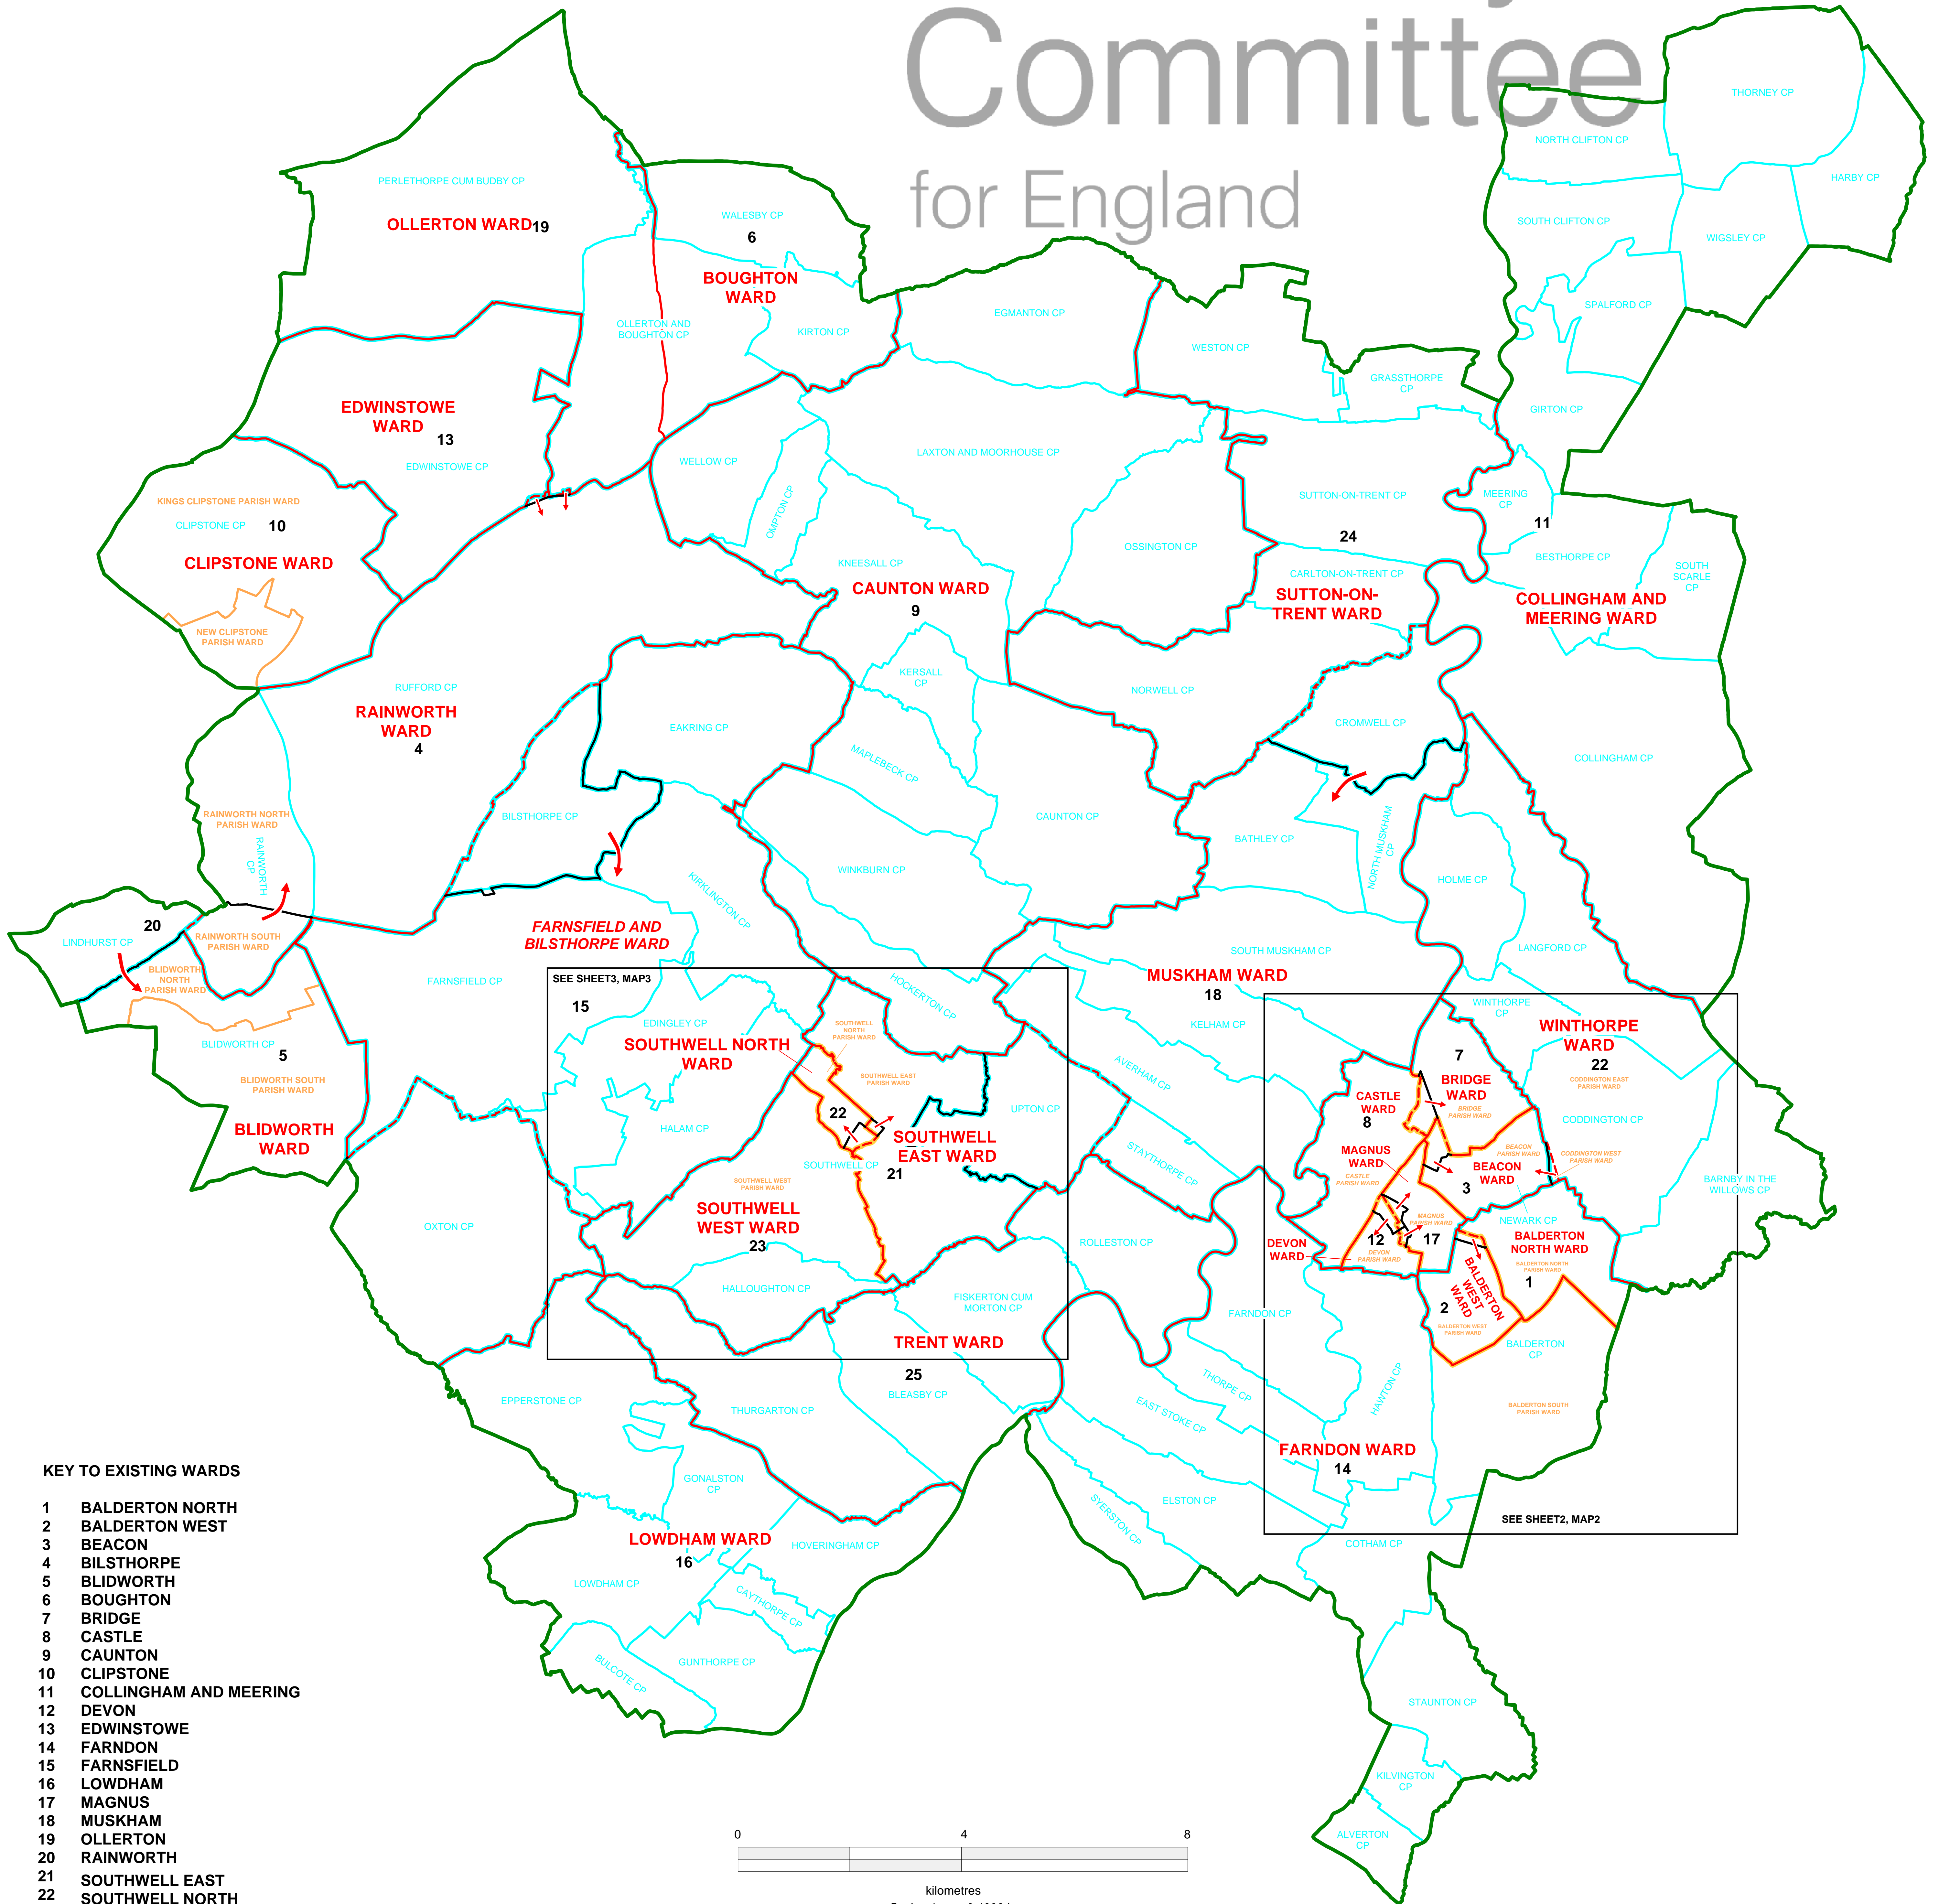 Committee
for England
THORNEY CP
NORTH CLIFTON CP
HARBY CP
PERLETHORPE CUM BUDBY CP
OLLERTON WARD 19
WALESBY CP
6
SOUTH CLIFTON CP
WIGSLEY CP
BOUGHTON
WARD
SPALFORD CP
OLLERTON AND
BOUGHTON CP
KIRTON CP
EGMANTON CP
WESTON CP
GRASSTHORPE
CP
GIRTON CP
EDWINSTOWE
WARD
13
EDWINSTOWE CP
WELLOW CP
LAXTON AND MOORHOUSE CP
OMPTON CP
SUTTON-ON-TRENT CP
MEERING
CP
11
KINGS CLIPSTONE PARISH WARD
CLIPSTONE CP
10
CLIPSTONE WARD
24
OSSINGTON CP
BESTHORPE CP
KNEESALL CP
CARLTON-ON-TRENT CP
SOUTH
SCARLE
CP
CAUNTON WARD
9
SUTTON-ON-
TRENT WARD
COLLINGHAM AND
MEERING WARD
NEW CLIPSTONE
PARISH WARD
KERSALL
CP
RUFFORD CP
NORWELL CP
RAINWORTH
WARD
4
EAKRING CP
CROMWELL CP
MAPLEBECK CP
COLLINGHAM CP
RAINWORTH NORTH
PARISH WARD
RAINWORTH
CP
BILSTHORPE CP
CAUNTON CP
BATHLEY CP
NORTH MUSKHAM
CP
WINKBURN CP
HOLME CP
KIRKLINGTON CP
20
LINDHURST CP
RAINWORTH SOUTH
PARISH WARD
FARNSFIELD AND
BILSTHORPE WARD
LANGFORD CP
SOUTH MUSKHAM CP
BLIDWORTH
NORTH
PARISH WARD
FARNSFIELD CP
SEE SHEET3, MAP3
15
HOCKERTON CP
MUSKHAM WARD
18
WINTHORPE
CP
EDINGLEY CP
SOUTHWELL
NORTH
PARISH WARD
KELHAM CP
WINTHORPE
WARD
22
SOUTHWELL NORTH
WARD
BLIDWORTH CP
5
BLIDWORTH SOUTH
PARISH WARD
SOUTHWELL EAST
PARISH WARD
AVERHAM CP
7
BRIDGE
WARD
BRIDGE
PARISH WARD
CODDINGTON EAST
PARISH WARD
CASTLE
WARD
8
CODDINGTON CP
22
UPTON CP
BLIDWORTH
WARD
HALAM CP
SOUTHWELL
EAST WARD
STAYTHORPE CP
MAGNUS
WARD
BEACON
PARISH WARD
CODDINGTON WEST
PARISH WARD
SOUTHWELL CP
21
CASTLE
PARISH WARD
BEACON
WARD
3
BARNBY IN THE
WILLOWS CP
SOUTHWELL WEST
PARISH WARD
SOUTHWELL
WEST WARD
23
OXTON CP
ROLLESTON CP
MAGNUS
PARISH WARD
NEWARK CP
DEVON
WARD
12
DEVON
PARISH WARD
17
BALDERTON
NORTH WARD
BALDERTON NORTH
PARISH WARD
1
HALLOUGHTON CP
FISKERTON CUM
MORTON CP
FARNDON CP
2
BALDERTON
WEST
WARD
BALDERTON WEST
PARISH WARD
TRENT WARD
25
BALDERTON
CP
EPPERSTONE CP
THURGARTON CP
BLEASBY CP
THORPE CP
HAWTON CP
EAST STOKE CP
BALDERTON SOUTH
PARISH WARD
FARNDON WARD
14
GONALSTON
CP
SYERSTON CP
ELSTON CP
SEE SHEET2, MAP2
LOWDHAM WARD
16
HOVERINGHAM CP
COTHAM CP
LOWDHAM CP
CAYTHORPE CP
BULCOTE CP
GUNTHORPE CP
STAUNTON CP
KILVINGTON
CP
ALVERTON
CP
KEY TO EXISTING WARDS
1 BALDERTON NORTH
2 BALDERTON WEST
3 BEACON
4 BILSTHORPE
5 BLIDWORTH
6 BOUGHTON
7 BRIDGE
8 CASTLE
9 CAUNTON
10 CLIPSTONE
11 COLLINGHAM AND MEERING
12 DEVON
13 EDWINSTOWE
14 FARNDON
15 FARNSFIELD
16 LOWDHAM
17 MAGNUS
18 MUSKHAM
19 OLLERTON
20 RAINWORTH
21 SOUTHWELL EAST
22 SOUTHWELL NORTH
0 4 8
kilometres